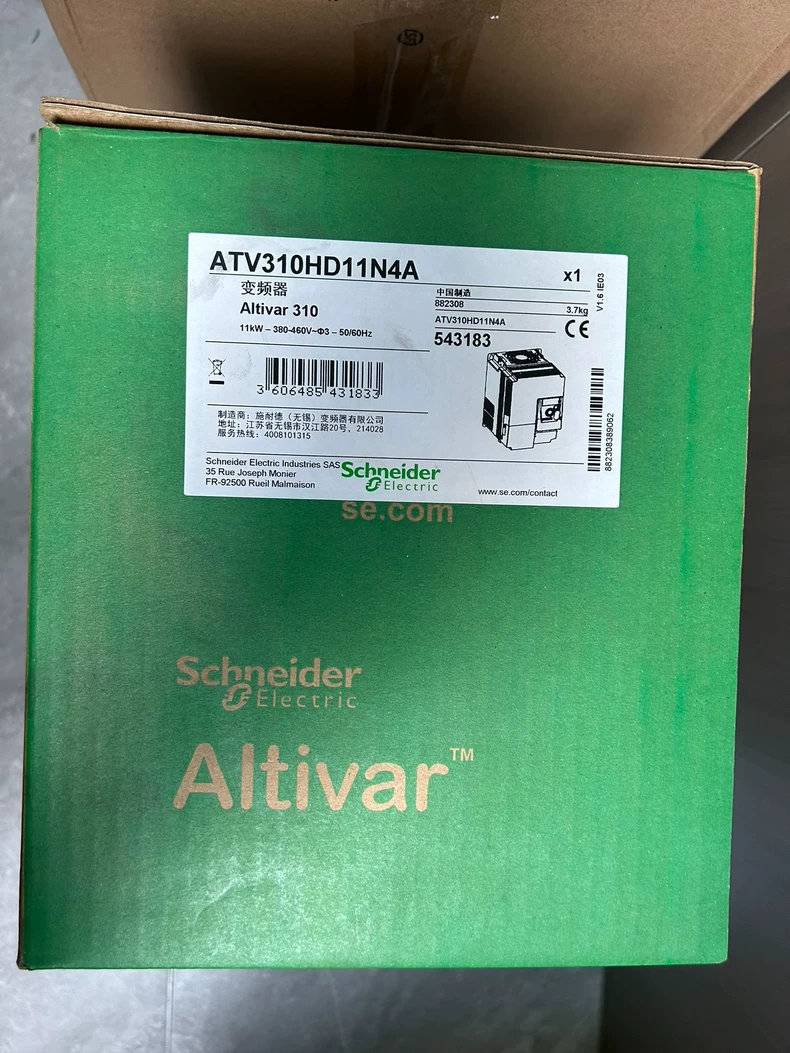 ATV310HD11N4A
x1
变频器
Altivar 310
11kW – 380-460V~Φ3 – 50/60Hz
中国制造
882308
3.7kg
ATV310HD11N4A
543183
CE
V1.6 IE03
3 606485 431833
制造商：施耐德（无锡）变频器有限公司
地址：江苏省无锡市汉江路20号，214028
服务热线：4008101315
882308389062
Schneider Electric Industries SAS
35 Rue Joseph Monier
FR-92500 Rueil Malmaison
Schneider
Electric
www.se.com/contact
se.com
Schneider
Electric
Altivar™